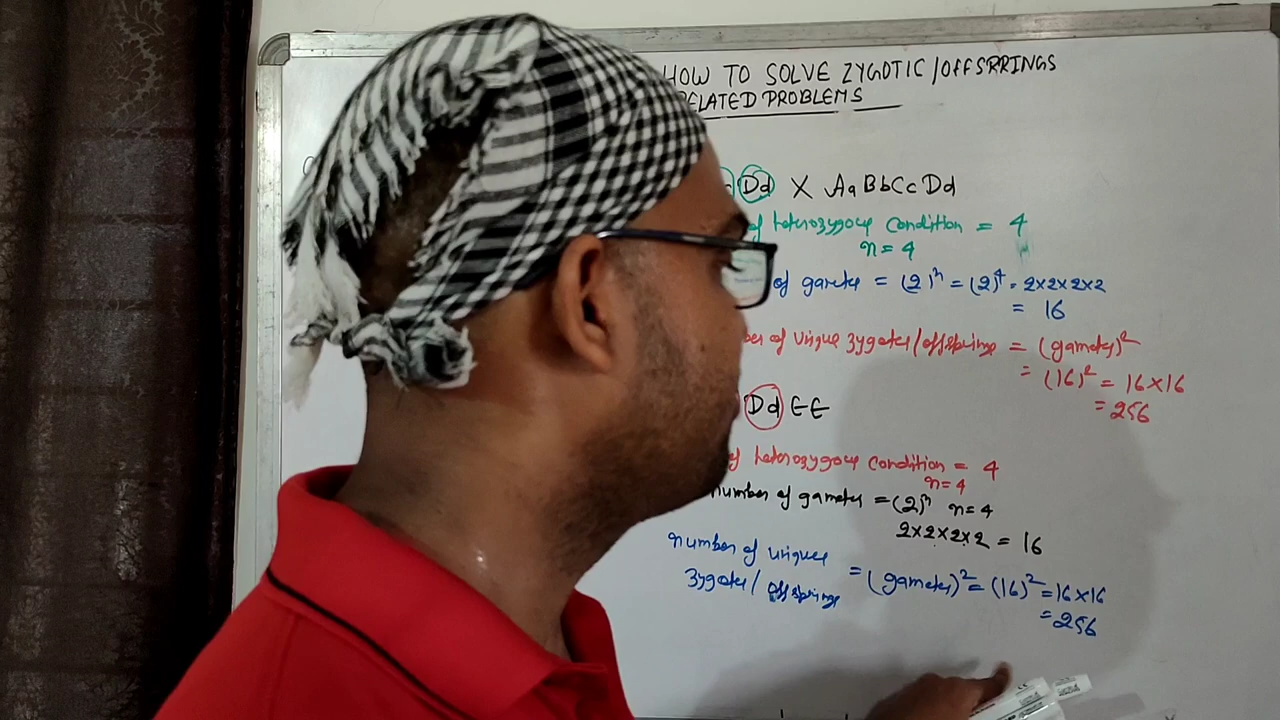 HOW TO SOLVE ZYGOTIC/OFFSRRINGS
RELATED PROBLEMS
Dd X AaBbCcDd
of heterozygous condition = 4
n = 4
of gametes = (2)^n = (2)^4 = 2x2x2x2
= 16
ber of unique zygotes/offsprings = (gametes)^2
= (16)^2 = 16x16
= 256
Dd EE
of heterozygous condition = 4
n = 4
number of gametes = (2)^n n = 4
2x2x2x2 = 16
number of unique
zygotes/offsprings = (gametes)^2 = (16)^2 = 16x16
= 256